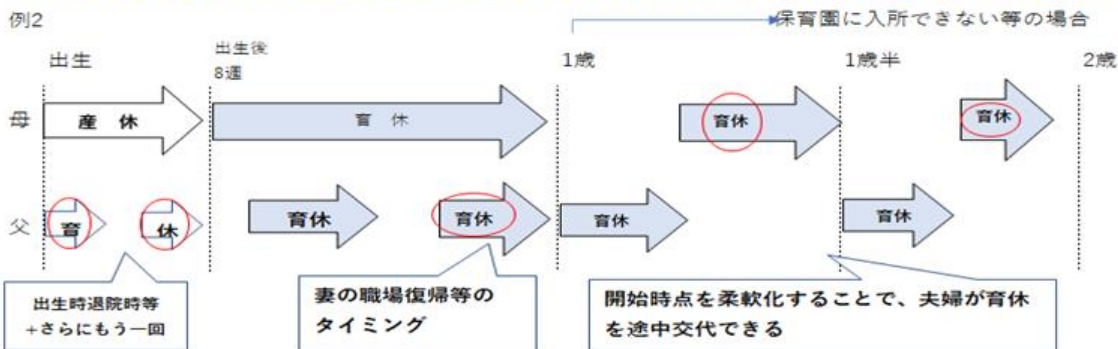 例2
保育園に入所できない等の場合
出生
出生後
8週
1歳
1歳半
2歳
母
産 休
育 休
育休
育休
父
育
休
育休
育休
育休
育休
出生時退院時等
+さらにもう一回
妻の職場復帰等の
タイミング
開始時点を柔軟化することで、夫婦が育休
を途中交代できる